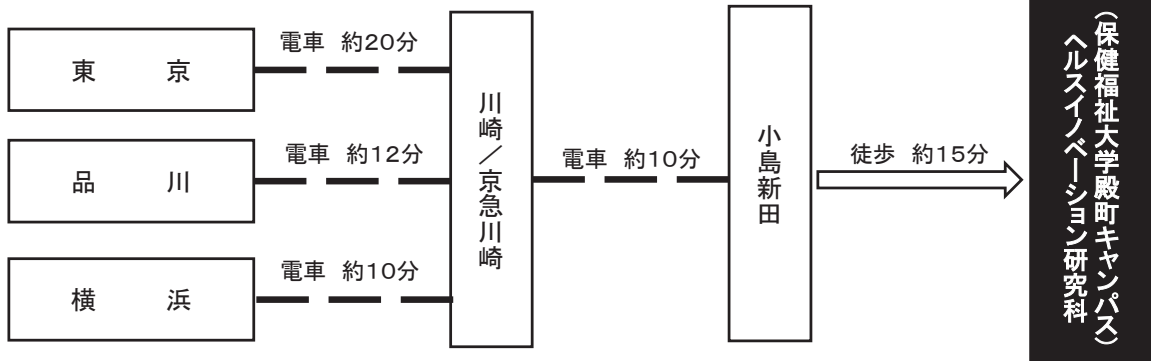 東　京
電車 約20分
品　川
電車 約12分
横　浜
電車 約10分
川崎／京急川崎
電車 約10分
小島新田
徒歩 約15分
（保健福祉大学殿町キャンパス）
ヘルスイノベーション研究科